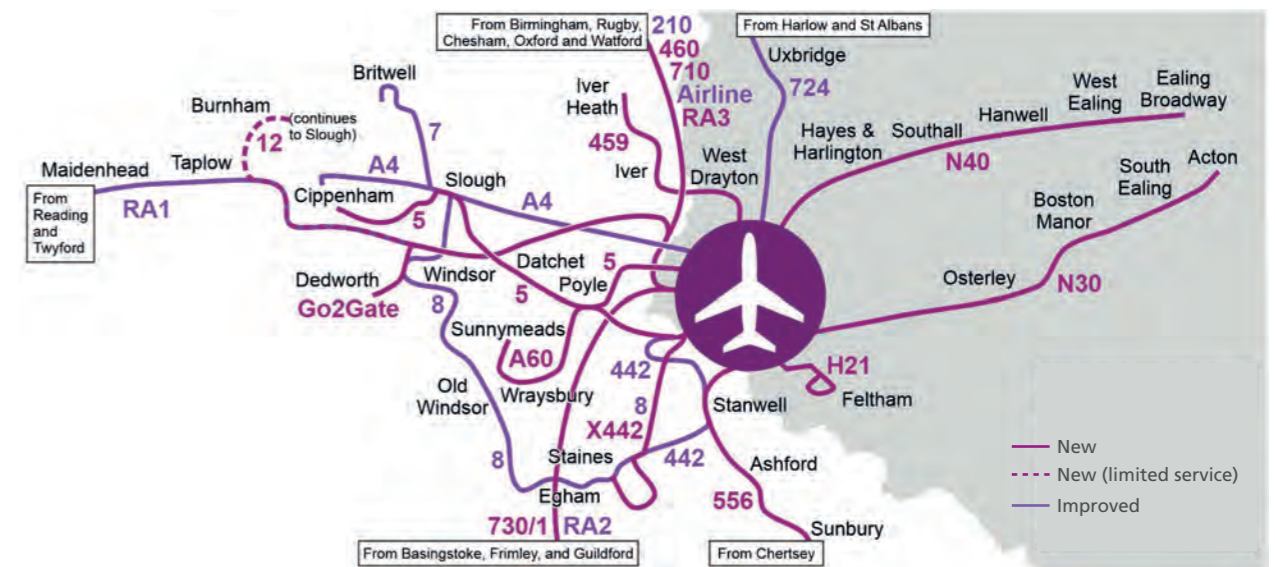 From Birmingham, Rugby,
Chesham, Oxford and Watford
210
460
710
Airline
RA3
From Harlow and St Albans
Uxbridge
724
Britwell
7
Iver
Heath
459
Iver
West
Drayton
Hayes &
Harlington
Southall
Hanwell
West
Ealing
Ealing
Broadway
N40
Burnham
(continues
to Slough)
12
Maidenhead
Taplow
From
Reading
and
Twyford
RA1
A4
Cippenham
5
Slough
A4
South
Ealing
Acton
Boston
Manor
Osterley
N30
Dedworth
Go2Gate
Windsor
8
Datchet
5
Poyle
5
Sunnymeads
A60
Wraysbury
Old
Windsor
8
442
8
X442
Stanwell
H21
Feltham
Staines
442
Egham
Ashford
556
Sunbury
730/1
RA2
From Basingstoke, Frimley, and Guildford
From Chertsey
New
New (limited service)
Improved